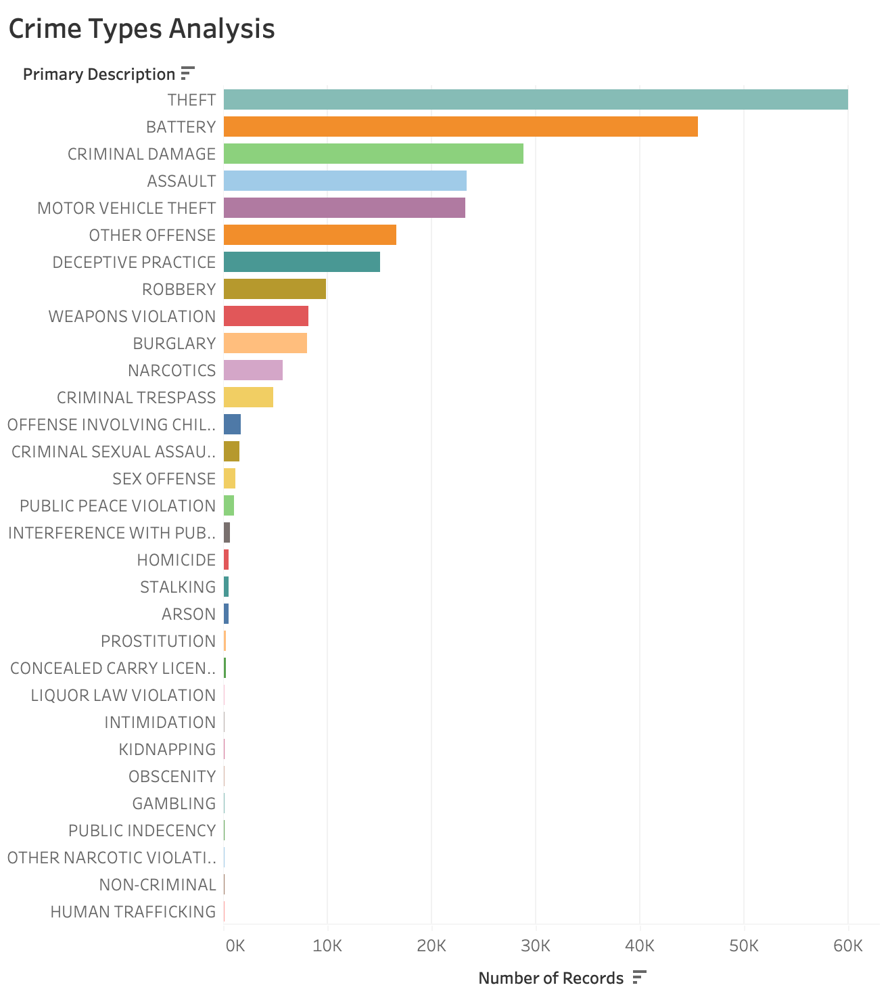 Crime Types Analysis
Primary Description
THEFT
BATTERY
CRIMINAL DAMAGE
ASSAULT
MOTOR VEHICLE THEFT
OTHER OFFENSE
DECEPTIVE PRACTICE
ROBBERY
WEAPONS VIOLATION
BURGLARY
NARCOTICS
CRIMINAL TRESPASS
OFFENSE INVOLVING CHIL..
CRIMINAL SEXUAL ASSAU..
SEX OFFENSE
PUBLIC PEACE VIOLATION
INTERFERENCE WITH PUB..
HOMICIDE
STALKING
ARSON
PROSTITUTION
CONCEALED CARRY LICEN..
LIQUOR LAW VIOLATION
INTIMIDATION
KIDNAPPING
OBSCENITY
GAMBLING
PUBLIC INDECENCY
OTHER NARCOTIC VIOLATI..
NON-CRIMINAL
HUMAN TRAFFICKING
0K 10K 20K 30K 40K 50K 60K
Number of Records